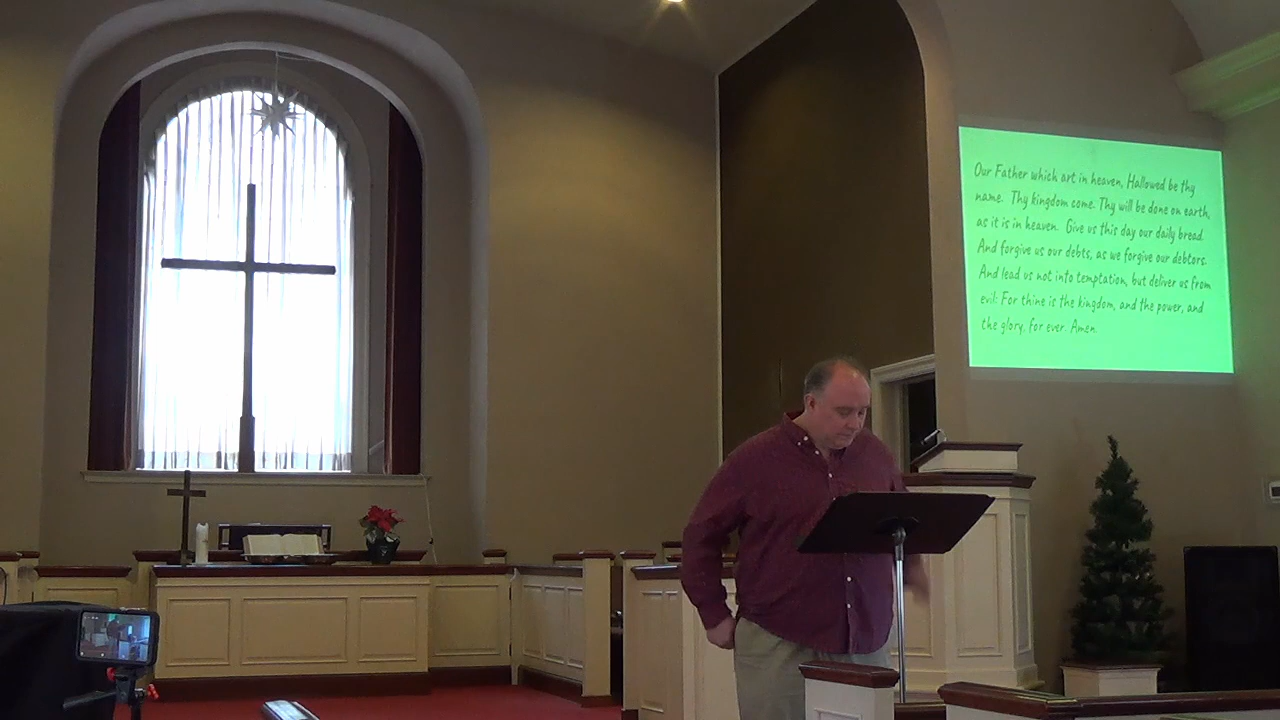 Our Father which art in heaven, Hallowed be thy
name. Thy kingdom come. Thy will be done on earth,
as it is in heaven. Give us this day our daily bread.
And forgive us our debts, as we forgive our debtors.
And lead us not into temptation, but deliver us from
evil: For thine is the kingdom, and the power, and
the glory, for ever. Amen.